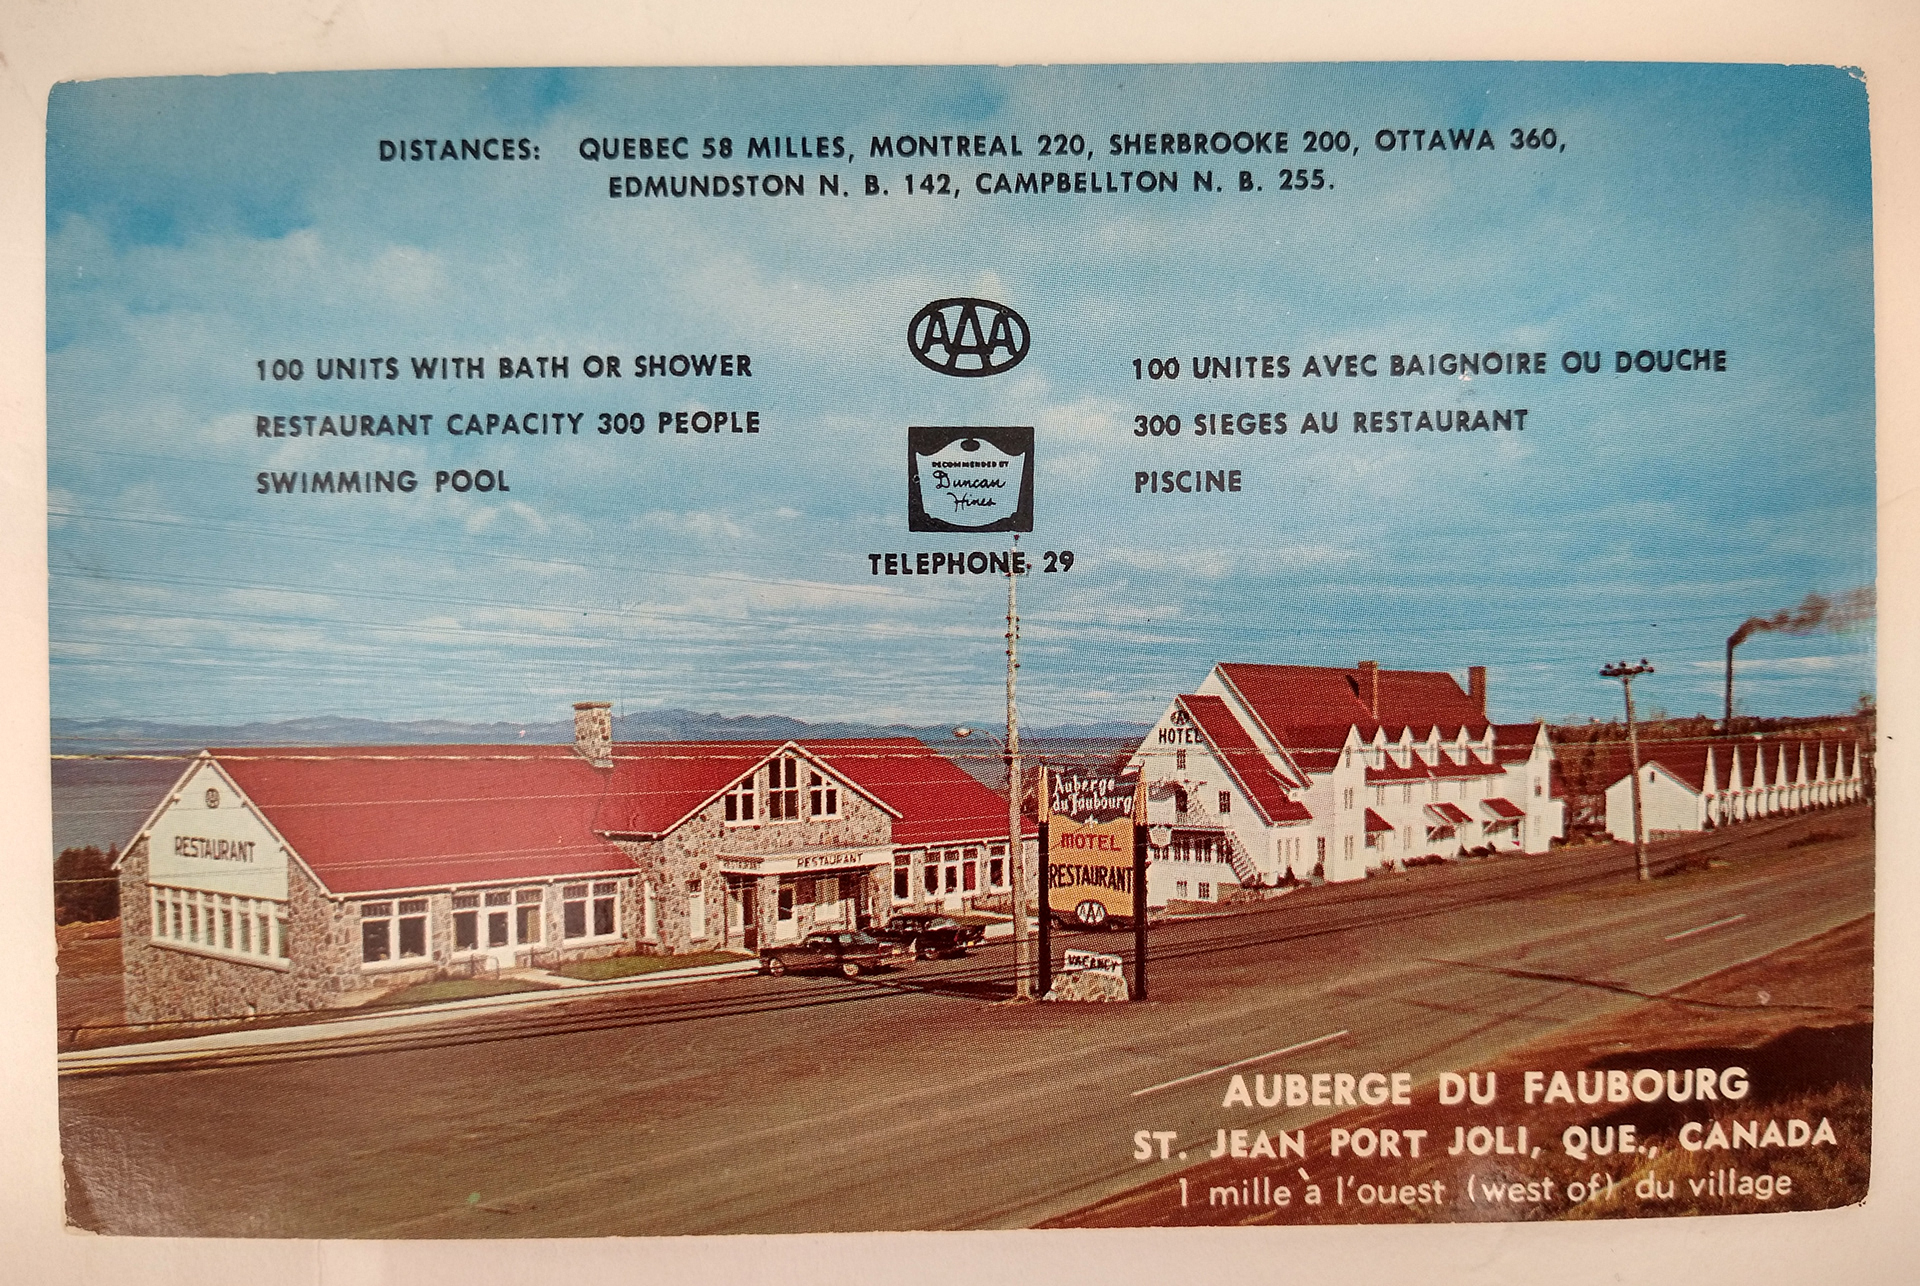 DISTANCES: QUEBEC 58 MILLES, MONTREAL 220, SHERBROOKE 200, OTTAWA 360,
EDMUNDSTON N. B. 142, CAMPBELLTON N. B. 255.
AAA
100 UNITS WITH BATH OR SHOWER
RESTAURANT CAPACITY 300 PEOPLE
SWIMMING POOL
100 UNITES AVEC BAIGNOIRE OU DOUCHE
300 SIEGES AU RESTAURANT
PISCINE
RECOMMENDED BY
Duncan
Hines
TELEPHONE, 29
HOTEL
RESTAURANT
RESTAURANT
Auberge
du Faubourg
MOTEL
RESTAURANT
AAA
VACANCY
AUBERGE DU FAUBOURG
ST. JEAN PORT JOLI, QUE., CANADA
1 mille à l'ouest (west of) du village